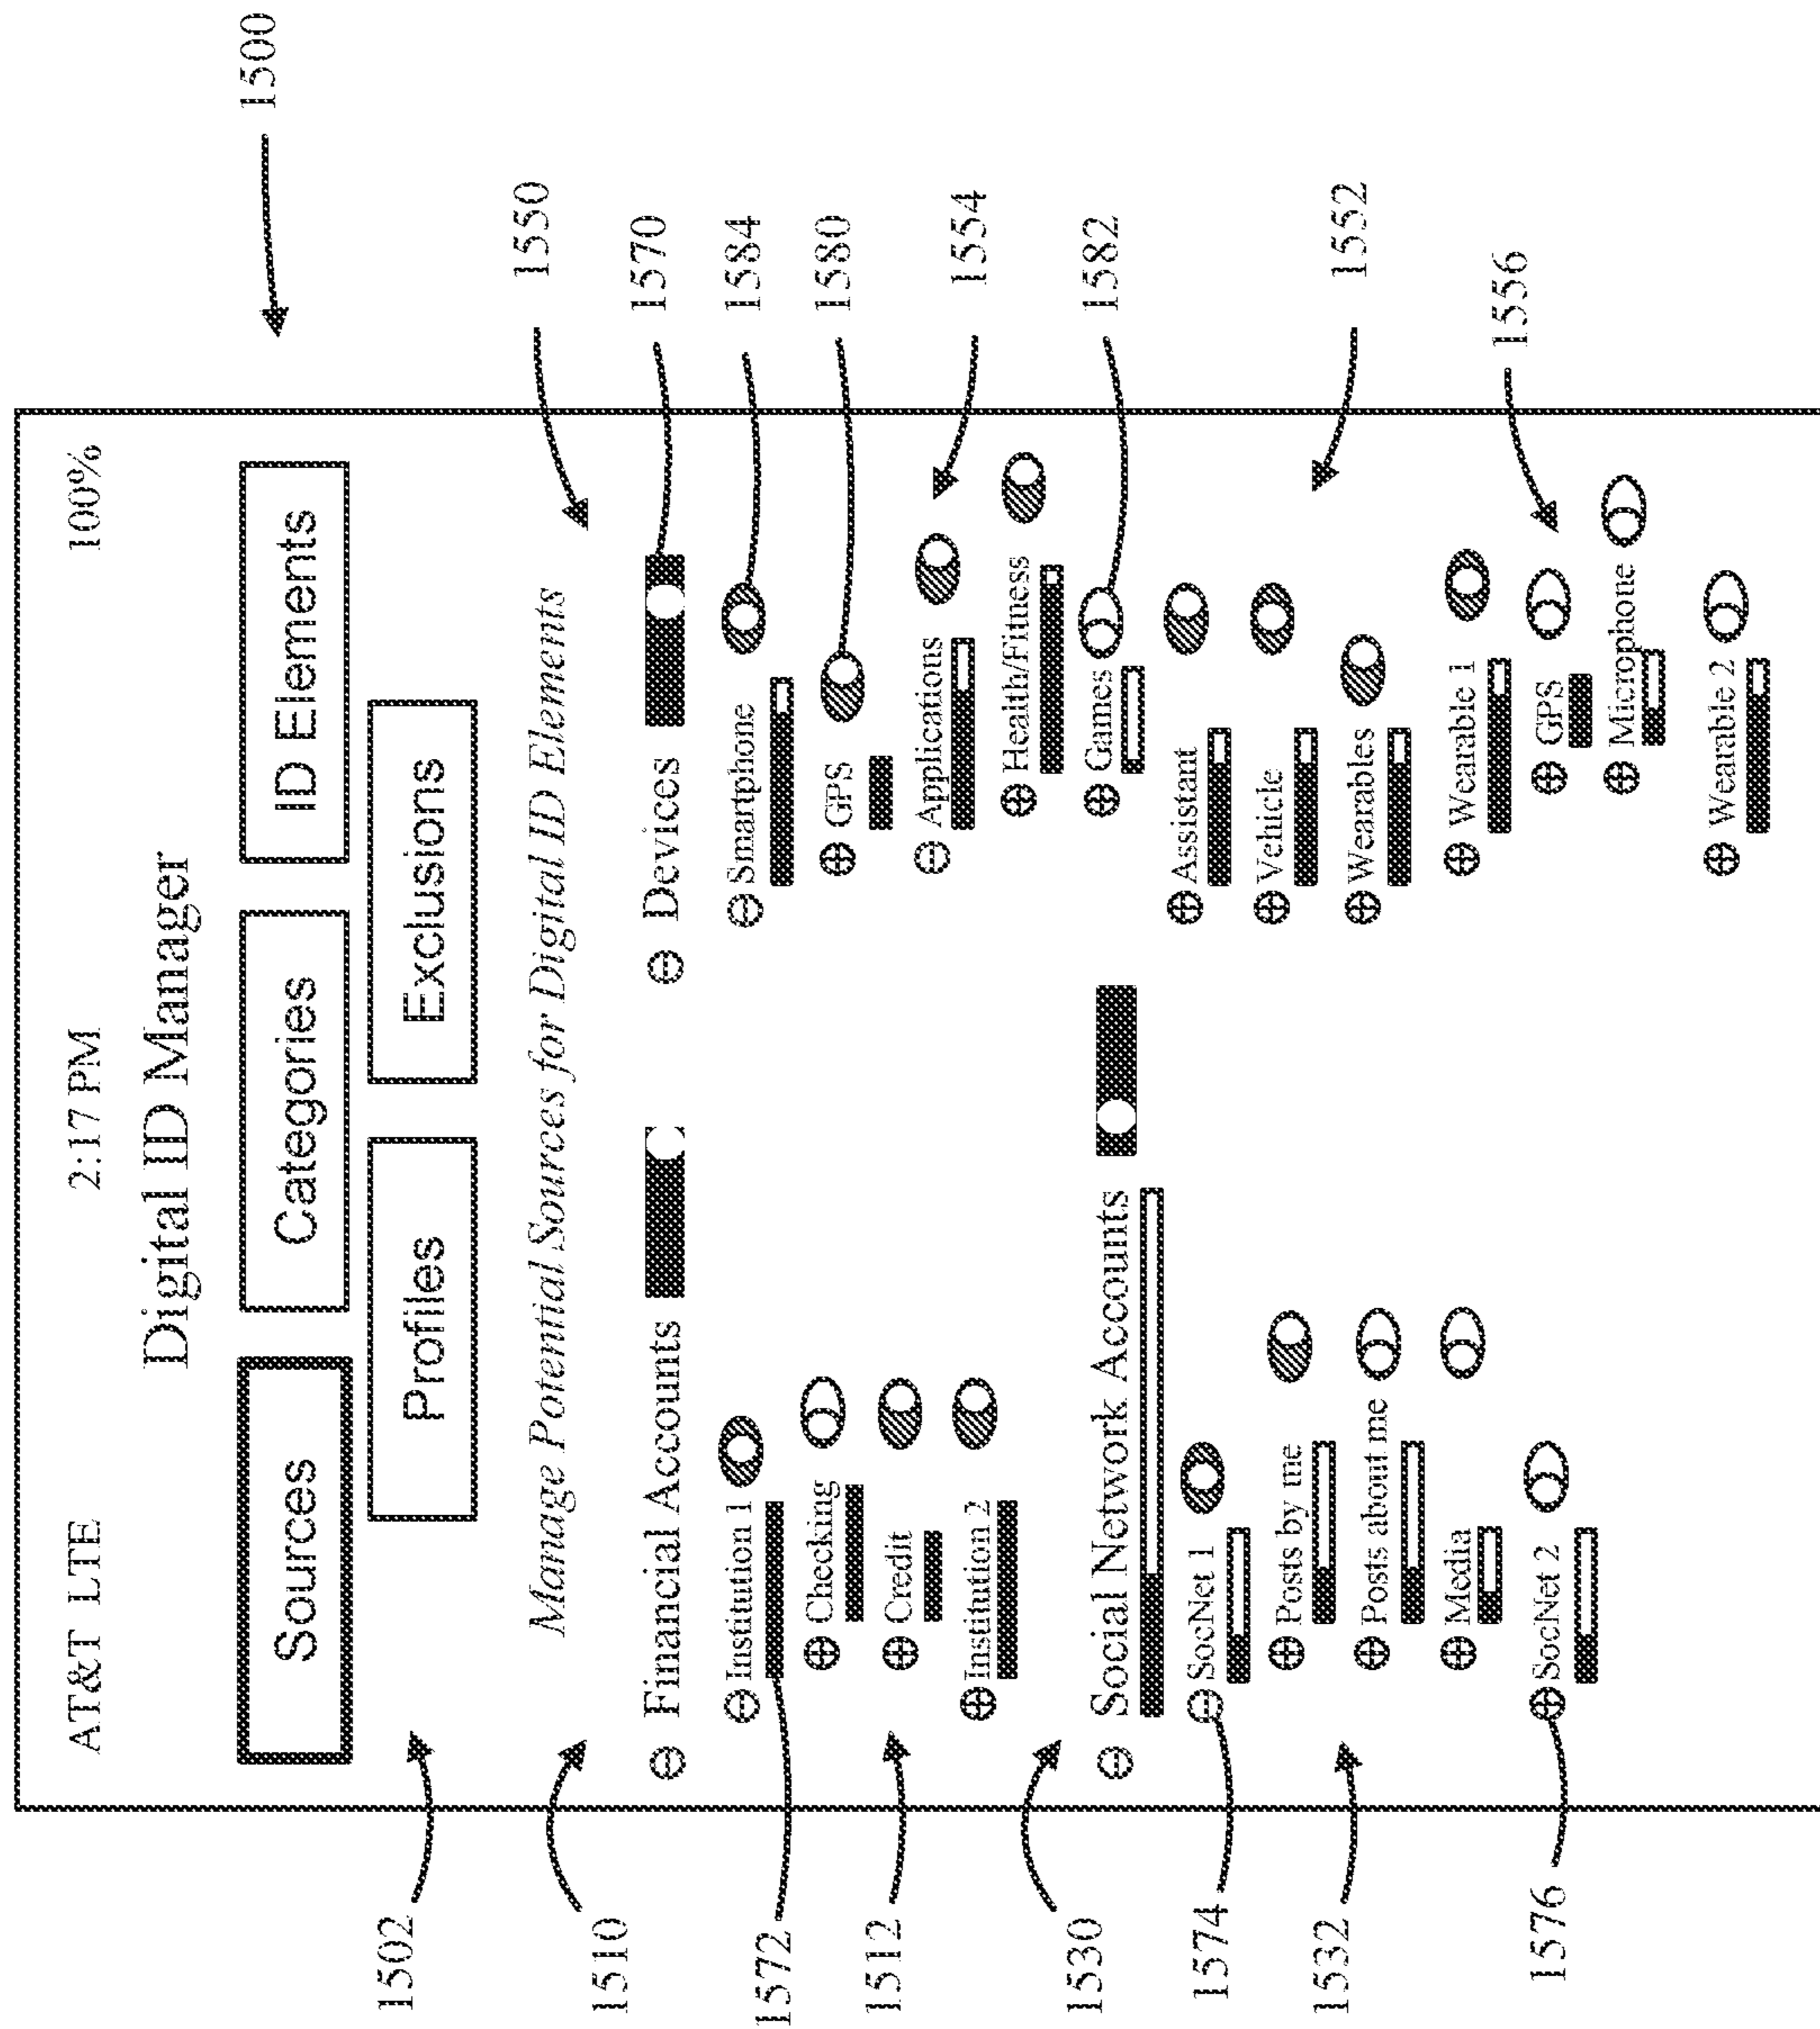 1500
AT&T LTE 2:17 PM 100%
Digital ID Manager
Sources Categories ID Elements
Profiles Exclusions
1502
Manage Potential Sources for Digital ID Elements
1550
1510
Financial Accounts Devices
1570
Institution 1 Smartphone
1584
1572
Checking GPS
1580
1512
Credit Applications
1554
Institution 2 Health/Fitness
1530
Social Network Accounts Games
1582
1574
SocNet 1 Assistant
Posts by me Vehicle
1532
Posts about me Wearables
1552
Media Wearable 1
1576
SocNet 2 GPS
1556
Microphone
Wearable 2